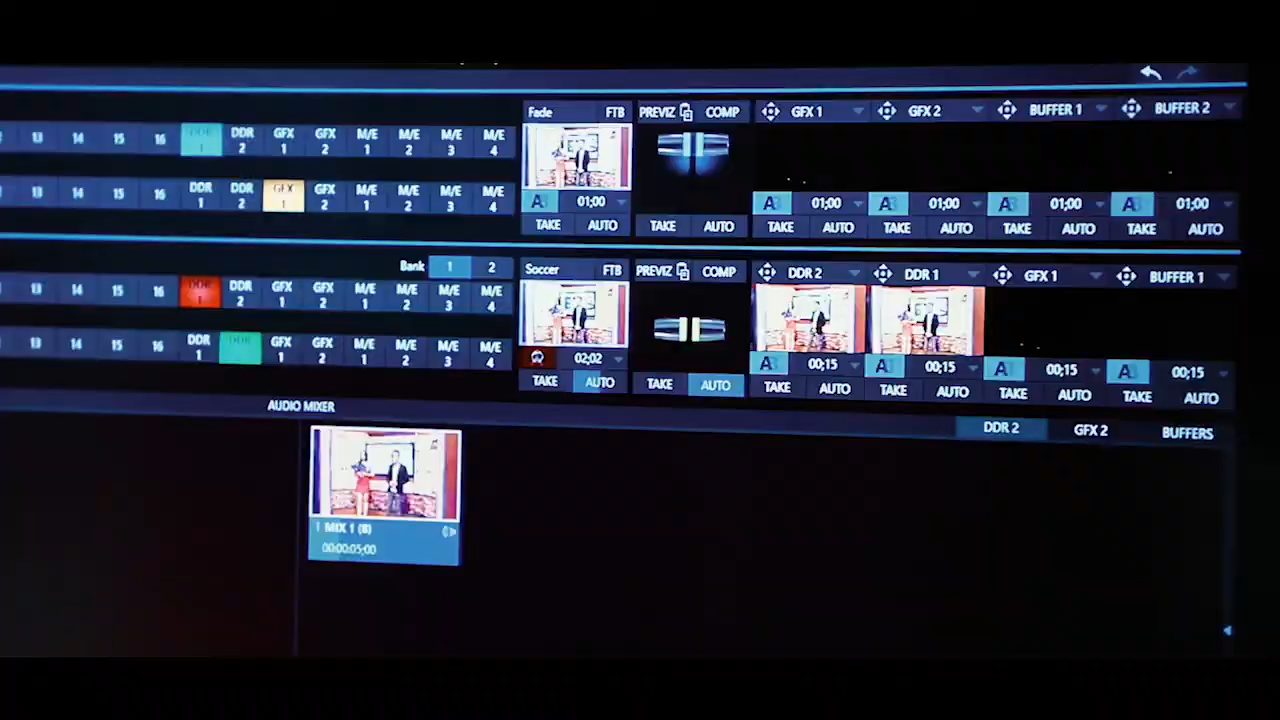 Fade FTB PREVIZ COMP GFX 1 GFX 2 BUFFER 1 BUFFER 2
13 14 15 16 DDR 1 DDR 2 GFX 1 GFX 2 M/E 1 M/E 2 M/E 3 M/E 4
13 14 15 16 DDR 1 DDR 2 GFX 1 GFX 2 M/E 1 M/E 2 M/E 3 M/E 4
01;00 01;00 01;00 01;00 01;00
TAKE AUTO TAKE AUTO TAKE AUTO TAKE AUTO TAKE AUTO TAKE AUTO
Bank 1 2 Soccer FTB PREVIZ COMP DDR 2 DDR 1 GFX 1 BUFFER 1
13 14 15 16 DDR 1 DDR 2 GFX 1 GFX 2 M/E 1 M/E 2 M/E 3 M/E 4
13 14 15 16 DDR 1 GFX 1 GFX 2 M/E 1 M/E 2 M/E 3 M/E 4
02;02 00;15 00;15 00;15 00;15
TAKE AUTO TAKE AUTO TAKE AUTO TAKE AUTO TAKE AUTO TAKE AUTO
AUDIO MIXER DDR 2 GFX 2 BUFFERS
1 MIX 1 (B)
00:00:05;00